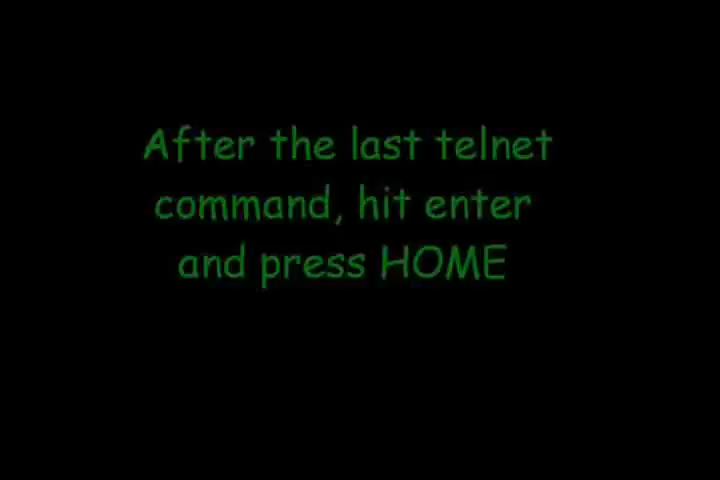 After the last telnet
command, hit enter
and press HOME